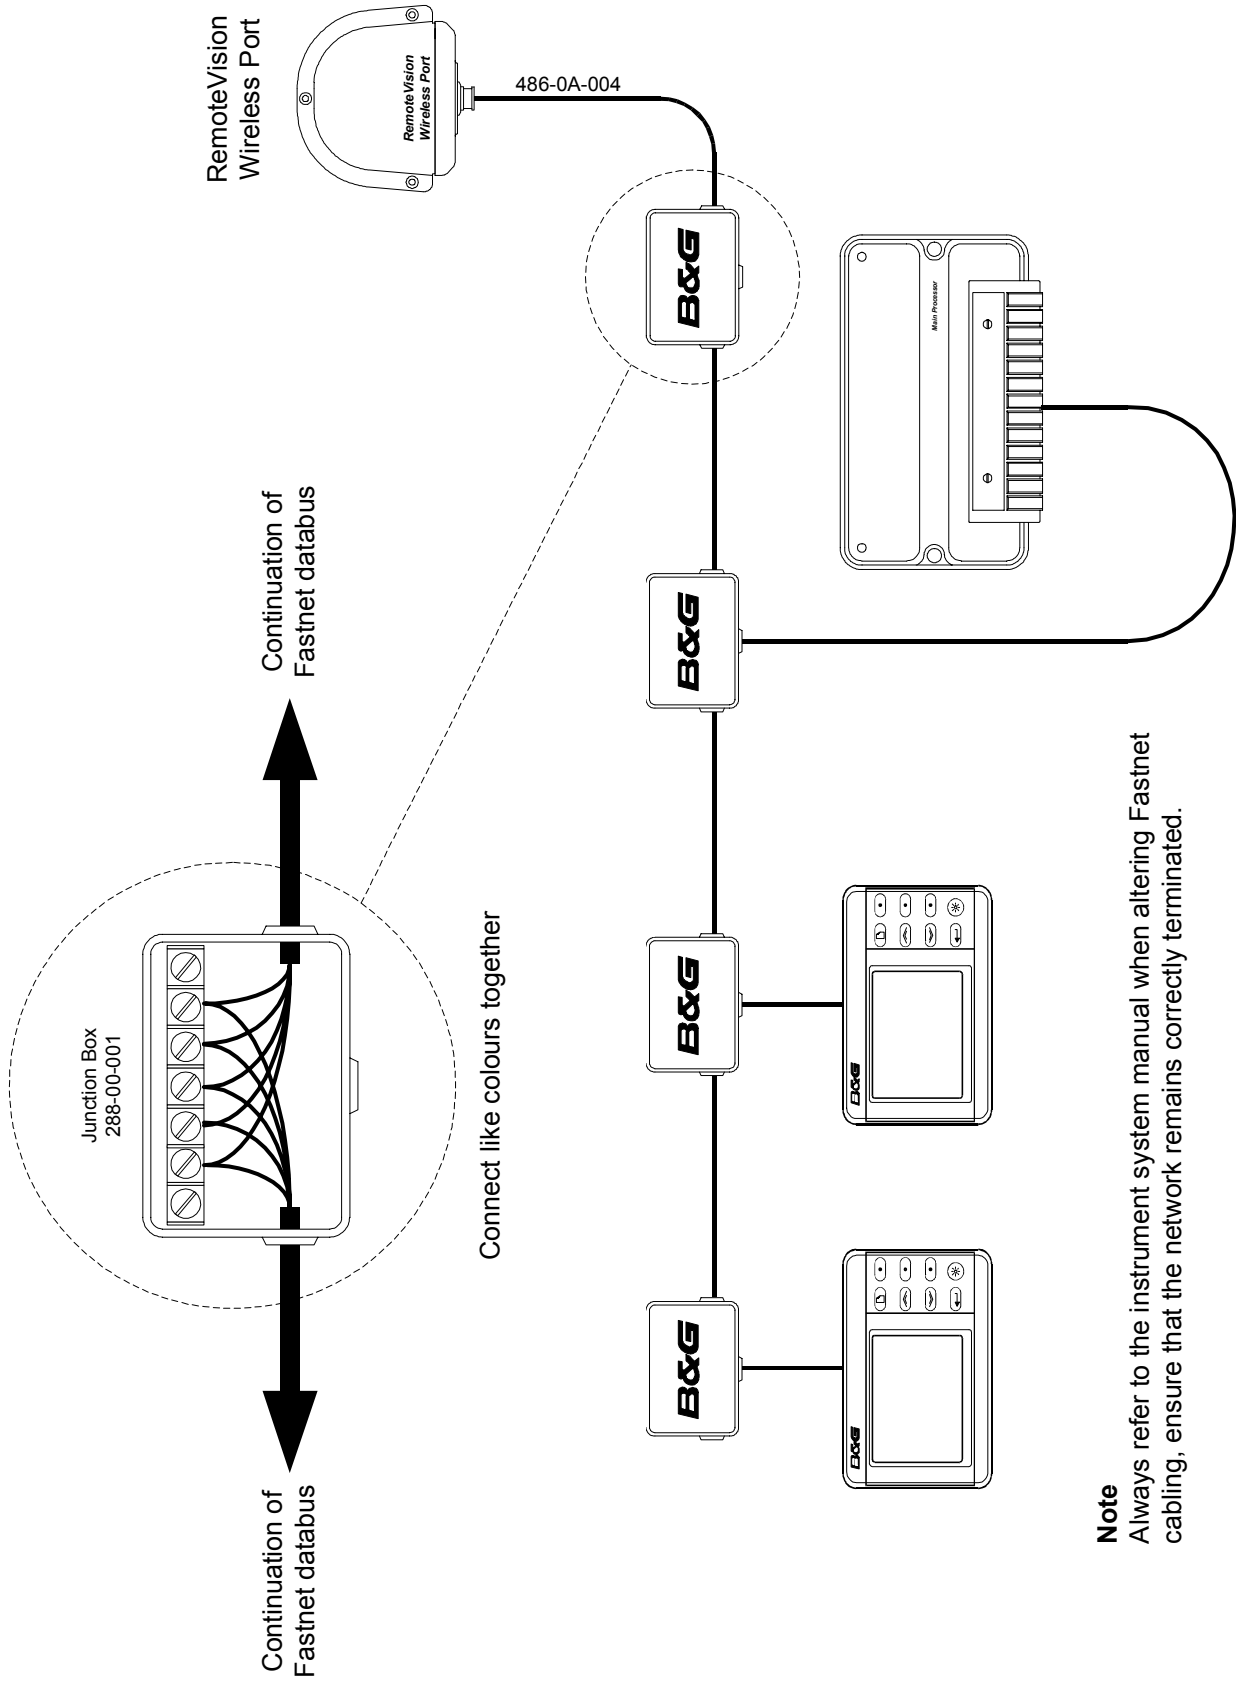 Continuation of
Fastnet databus
Junction Box
288-00-001
Continuation of
Fastnet databus
RemoteVision
Wireless Port
Connect like colours together
RemoteVision
Wireless Port
486-0A-004
B&G
B&G
B&G
B&G
B&G
B&G
Main Processor
Note
Always refer to the instrument system manual when altering Fastnet
cabling, ensure that the network remains correctly terminated.